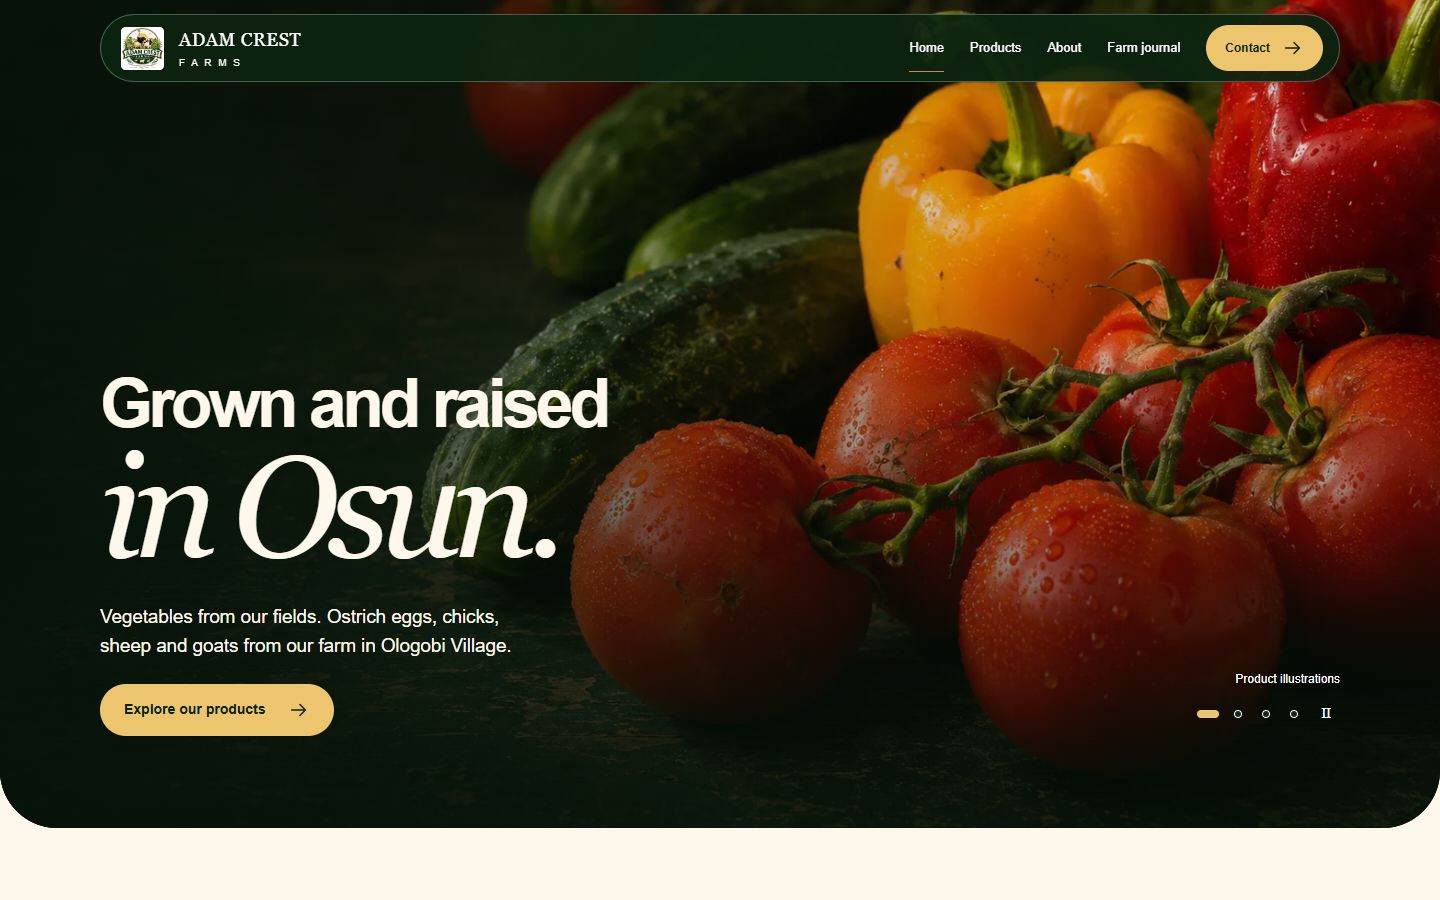 ADAM CREST
FARMS
Home
Products
About
Farm journal
Contact
Grown and raised
in Osun.
Vegetables from our fields. Ostrich eggs, chicks,
sheep and goats from our farm in Ologobi Village.
Explore our products
Product illustrations